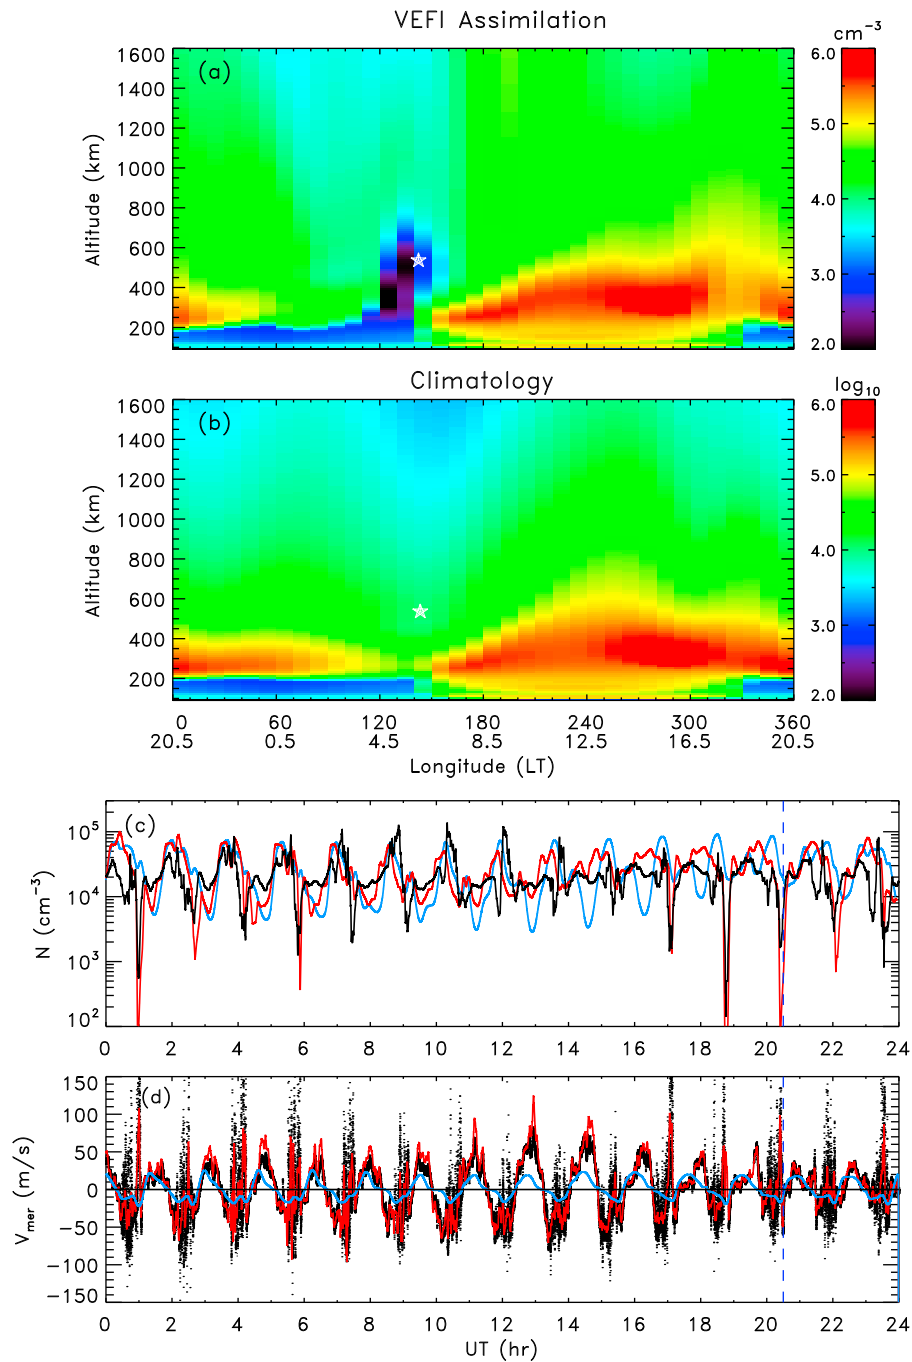 VEFI Assimilation
cm⁻³
(a)
1600
1400
1200
1000
800
600
400
200
Altitude (km)
6.0
5.0
4.0
3.0
2.0
Climatology
log₁₀
(b)
1600
1400
1200
1000
800
600
400
200
Altitude (km)
6.0
5.0
4.0
3.0
2.0
0 60 120 180 240 300 360
20.5 0.5 4.5 8.5 12.5 16.5 20.5
Longitude (LT)
(c)
10⁵
10⁴
10³
10²
N (cm⁻³)
0 2 4 6 8 10 12 14 16 18 20 22 24
(d)
150
100
50
0
−50
−100
−150
Vₘₑᵣ (m/s)
0 2 4 6 8 10 12 14 16 18 20 22 24
UT (hr)